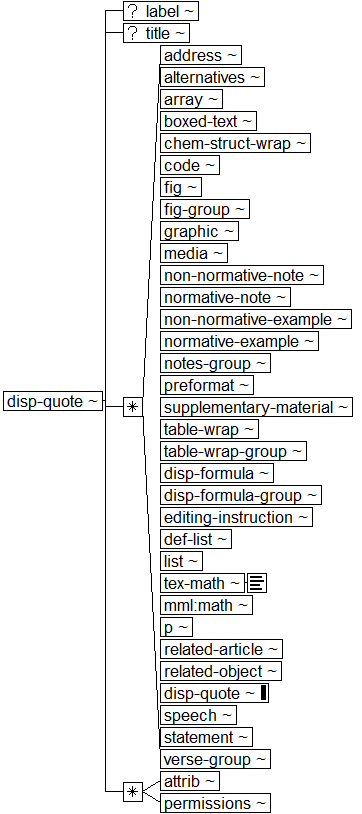 ? label ~
? title ~
address ~
alternatives ~
array ~
boxed-text ~
chem-struct-wrap ~
code ~
fig ~
fig-group ~
graphic ~
media ~
non-normative-note ~
normative-note ~
non-normative-example ~
normative-example ~
notes-group ~
preformat ~
disp-quote ~
*
supplementary-material ~
table-wrap ~
table-wrap-group ~
disp-formula ~
disp-formula-group ~
editing-instruction ~
def-list ~
list ~
tex-math ~
mml:math ~
p ~
related-article ~
related-object ~
disp-quote ~
speech ~
statement ~
verse-group ~
*
attrib ~
permissions ~